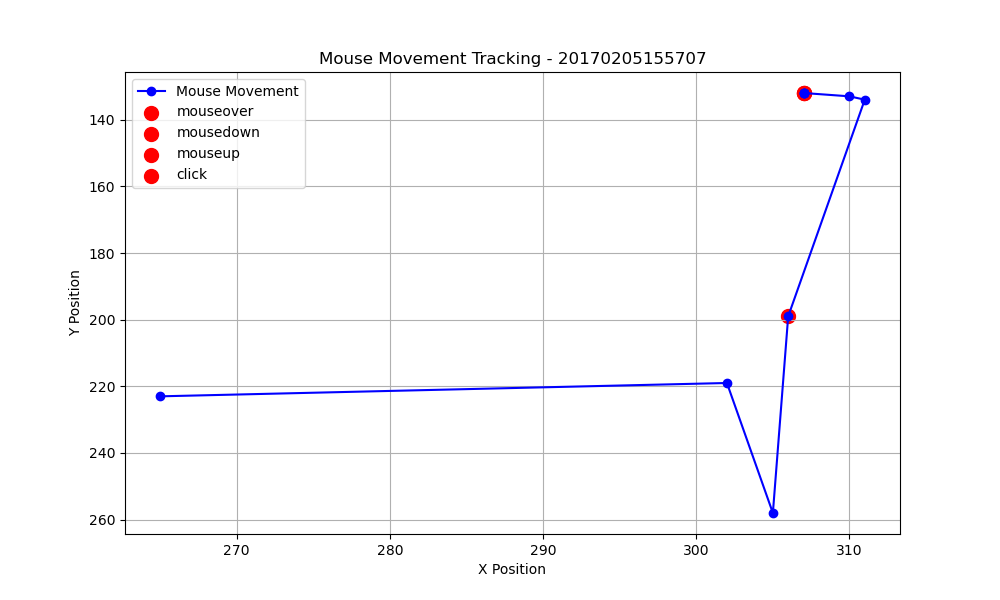 Mouse Movement Tracking - 20170205155707
Mouse Movement
mouseover
mousedown
mouseup
click
Y Position
140
160
180
200
220
240
260
270
280
290
300
310
X Position